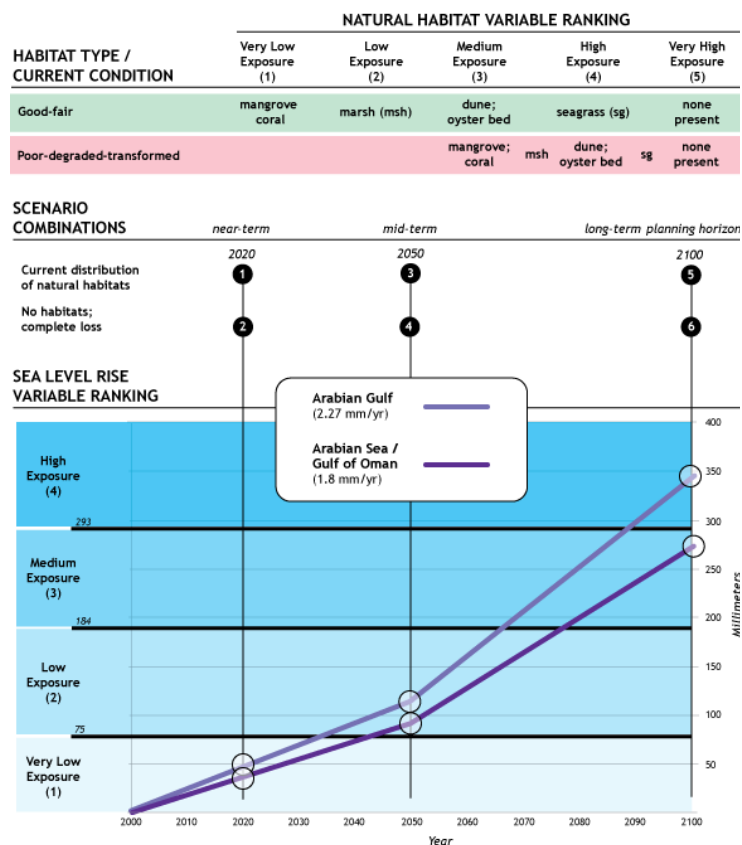 NATURAL HABITAT VARIABLE RANKING
HABITAT TYPE /
CURRENT CONDITION
Very Low
Exposure
(1)
Low
Exposure
(2)
Medium
Exposure
(3)
High
Exposure
(4)
Very High
Exposure
(5)
Good-fair
mangrove
coral
marsh (msh)
dune;
oyster bed
seagrass (sg)
none
present
Poor-degraded-transformed
mangrove;
coral
msh
dune;
oyster bed
sg
none
present
SCENARIO
COMBINATIONS
near-term
mid-term
long-term planning horizon
2020
2050
2100
Current distribution
of natural habitats
1
3
5
No habitats;
complete loss
2
4
6
SEA LEVEL RISE
VARIABLE RANKING
Arabian Gulf
(2.27 mm/yr)
Arabian Sea /
Gulf of Oman
(1.8 mm/yr)
High
Exposure
(4)
293
Medium
Exposure
(3)
184
Low
Exposure
(2)
75
Very Low
Exposure
(1)
400
350
300
250
200
150
100
50
Millimeters
2000 2010 2020 2030 2040 2050 2060 2070 2080 2090 2100
Year